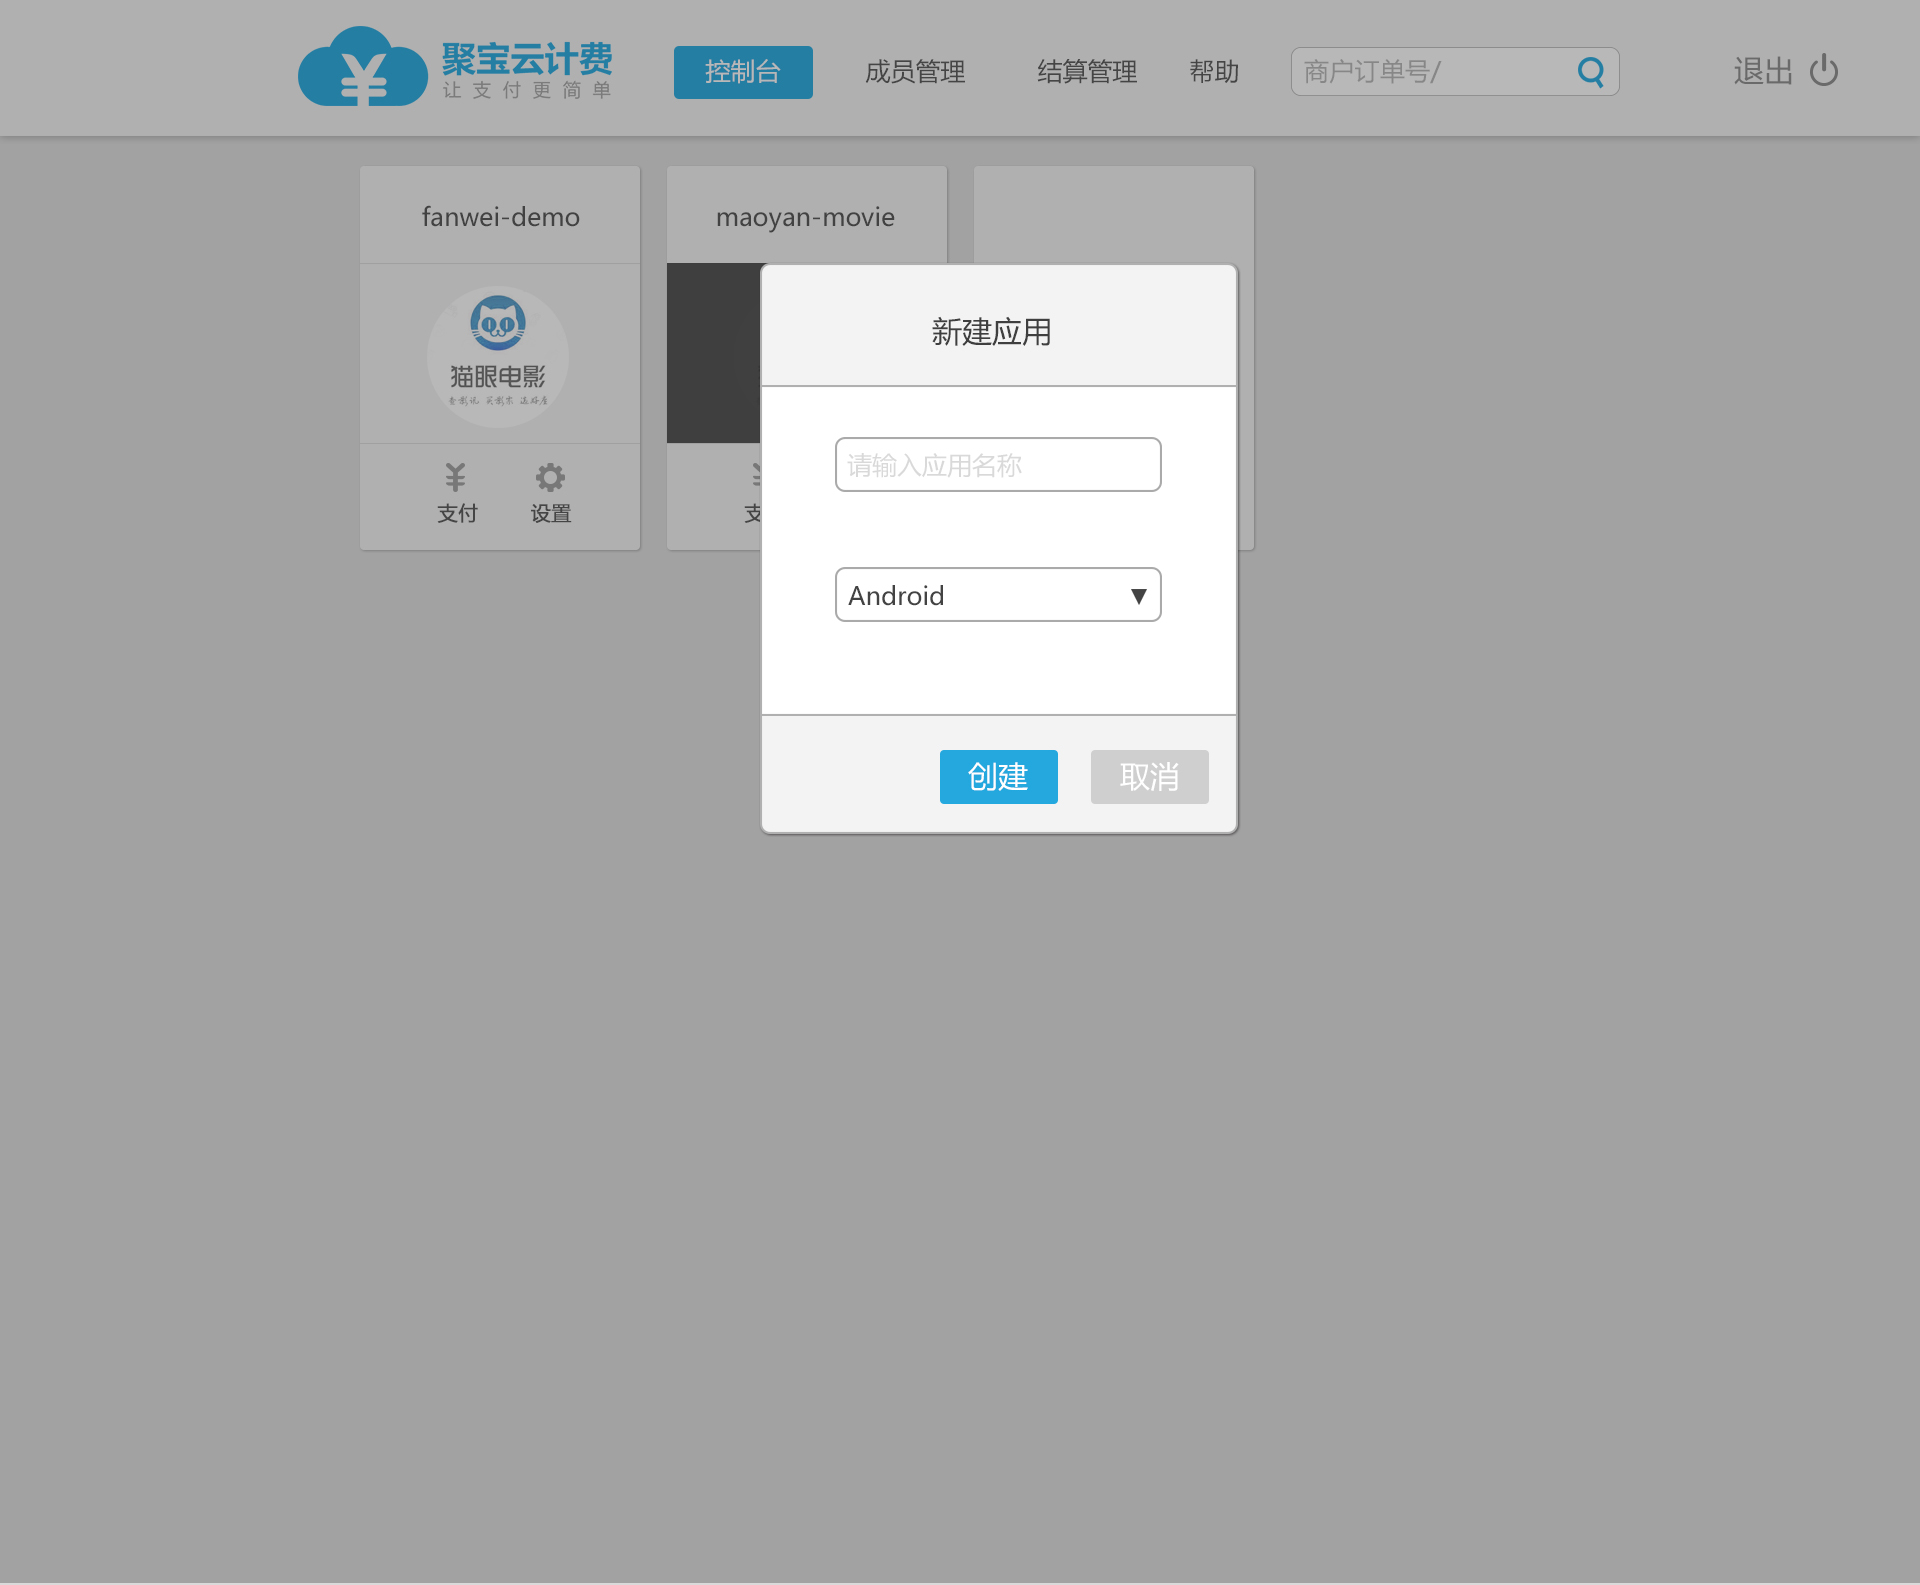 聚宝云计费
让支付更简单
控制台
成员管理
结算管理
帮助
商户订单号/
退出
fanwei-demo
maoyan-movie
猫眼电影
支付
设置
新建应用
请输入应用名称
Android
创建
取消